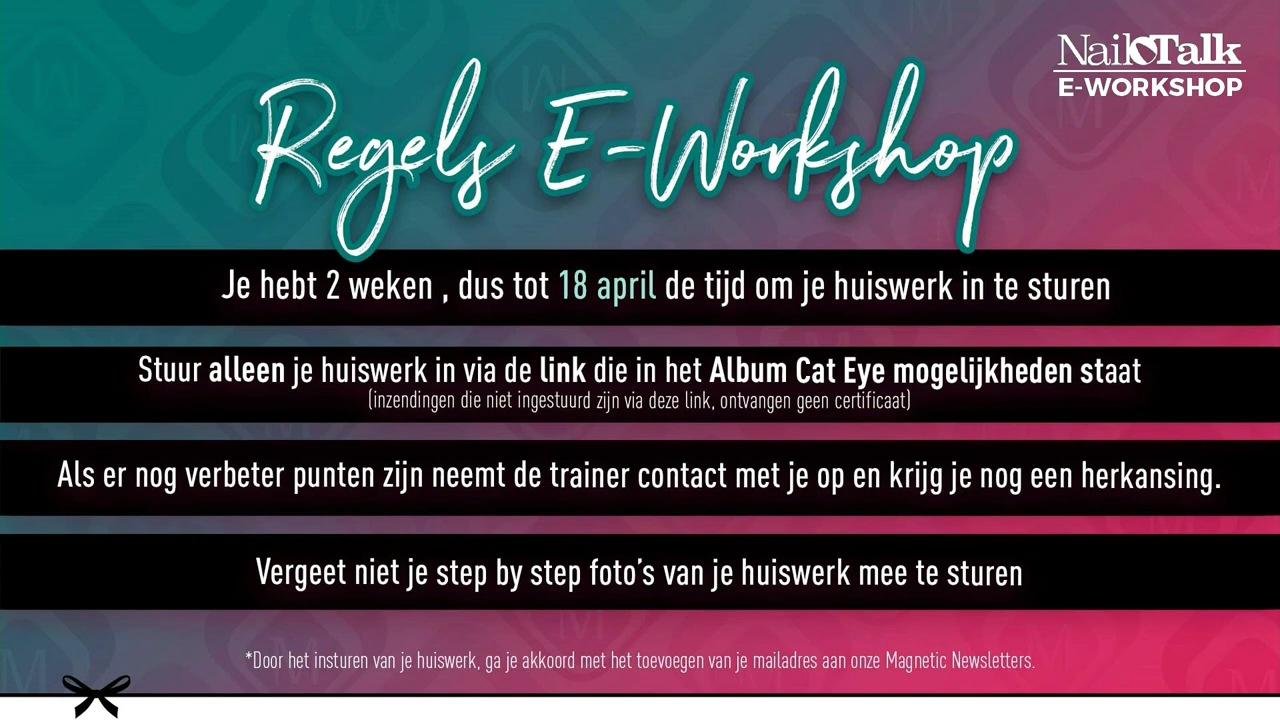 Nail Talk
E-WORKSHOP
Regels E-Workshop
Je hebt 2 weken , dus tot 18 april de tijd om je huiswerk in te sturen
Stuur alleen je huiswerk in via de link die in het Album Cat Eye mogelijkheden staat
(inzendingen die niet ingestuurd zijn via deze link, ontvangen geen certificaat)
Als er nog verbeter punten zijn neemt de trainer contact met je op en krijg je nog een herkansing.
Vergeet niet je step by step foto's van je huiswerk mee te sturen
*Door het insturen van je huiswerk, ga je akkoord met het toevoegen van je mailadres aan onze Magnetic Newsletters.